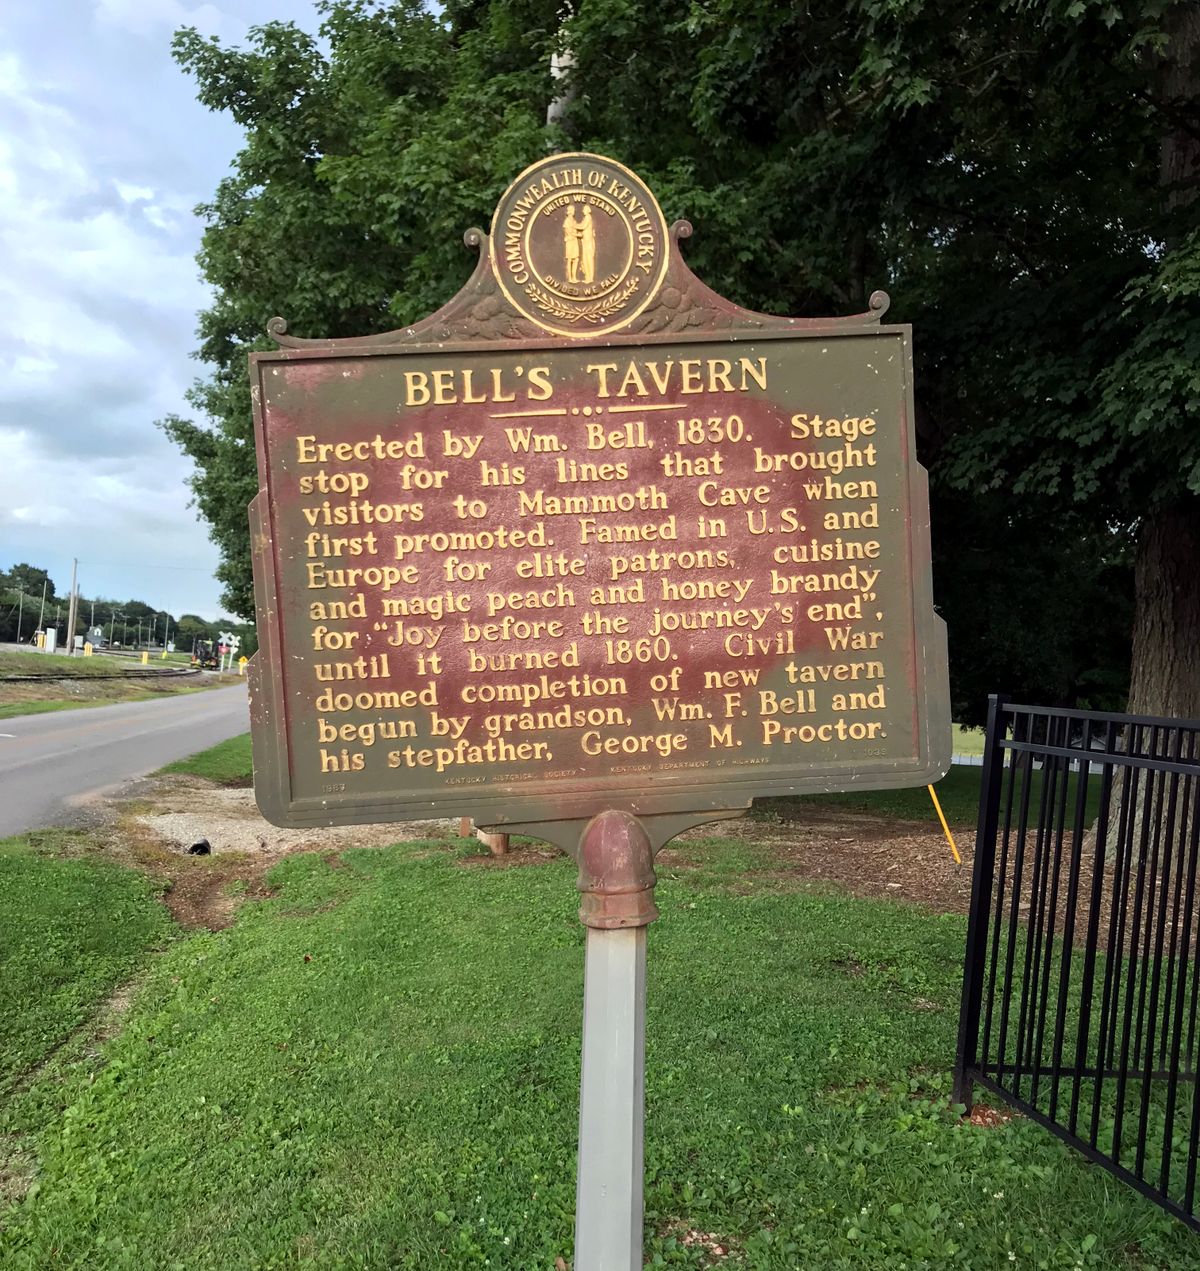 COMMONWEALTH OF KENTUCKY
UNITED WE STAND
DIVIDED WE FALL
BELL'S TAVERN
Erected by Wm. Bell, 1830. Stage
stop for his lines that brought
visitors to Mammoth Cave when
first promoted. Famed in U.S. and
Europe for elite patrons, cuisine
and magic peach and honey brandy
for "Joy before the journey's end",
until it burned 1860. Civil War
doomed completion of new tavern
begun by grandson, Wm. F. Bell and
his stepfather, George M. Proctor.
KENTUCKY HISTORICAL SOCIETY KENTUCKY DEPARTMENT OF HIGHWAYS